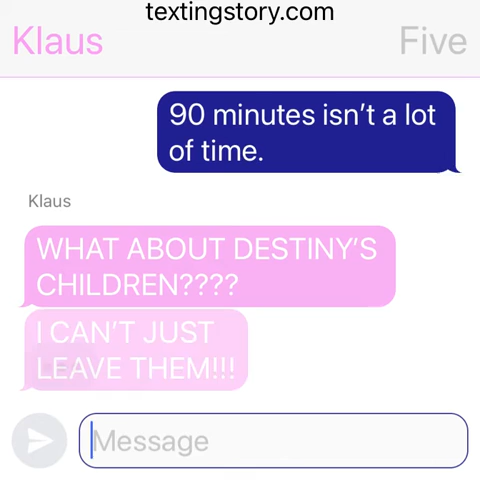 textingstory.com
Klaus
Five
90 minutes isn’t a lot
of time.
Klaus
WHAT ABOUT DESTINY’S
CHILDREN????
I CAN’T JUST
LEAVE THEM!!!
Message